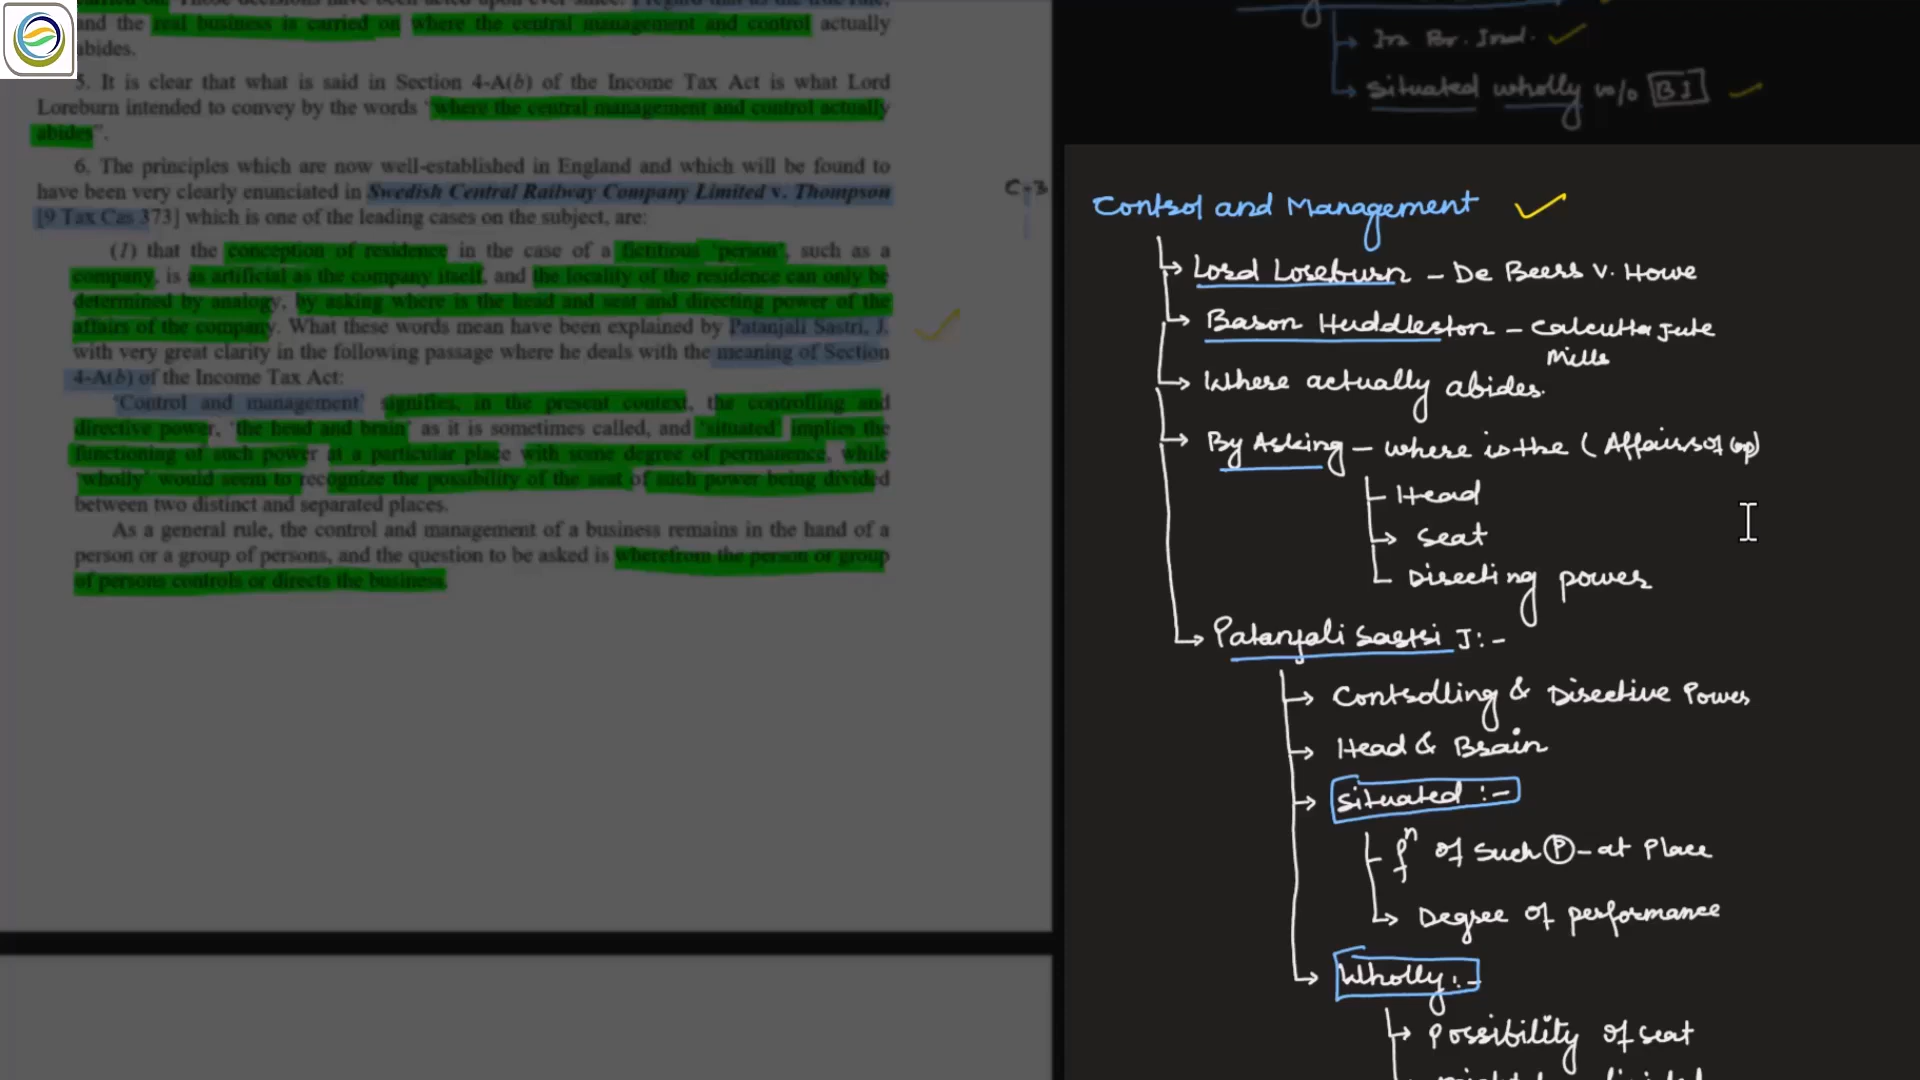 carried on. Those decisions have been acted upon ever since. I regard that as the true rule,
and the real business is carried on where the central management and control actually
abides.
5. It is clear that what is said in Section 4-A(b) of the Income Tax Act is what Lord
Loreburn intended to convey by the words “where the central management and control actually
abides”.
6. The principles which are now well-established in England and which will be found to
have been very clearly enunciated in Swedish Central Railway Company Limited v. Thompson
[9 Tax Cas 373] which is one of the leading cases on the subject, are:
(1) that the conception of residence in the case of a fictitious ‘person’, such as a
company, is as artificial as the company itself, and the locality of the residence can only be
determined by analogy, by asking where is the head and seat and directing power of the
affairs of the company. What these words mean have been explained by Patanjali Sastri, J.
with very great clarity in the following passage where he deals with the meaning of Section
4-A(b) of the Income Tax Act:
‘Control and management’ signifies, in the present context, the controlling and
directive power, ‘the head and brain’ as it is sometimes called, and ‘situated’ implies the
functioning of such power at a particular place with some degree of permanence, while
‘wholly’ would seem to recognize the possibility of the seat of such power being divided
between two distinct and separated places.
As a general rule, the control and management of a business remains in the hand of a
person or a group of persons, and the question to be asked is wherefrom the person or group
of persons controls or directs the business.
C-3
In Br. Ind.
situated wholly w/o BI
Control and Management
Lord Loreburn - De Beers v. Howe
Baron Huddleston - Calcutta Jute
Mills
Where actually abides.
By Asking - where is the (Affairs of Cop)
Head
Seat
Directing power
Patanjali Sastri J:-
Controlling & Directive Power
Head & Brain
Situated :-
fn of such P - at Place
Degree of performance
Wholly :-
Possibility of seat